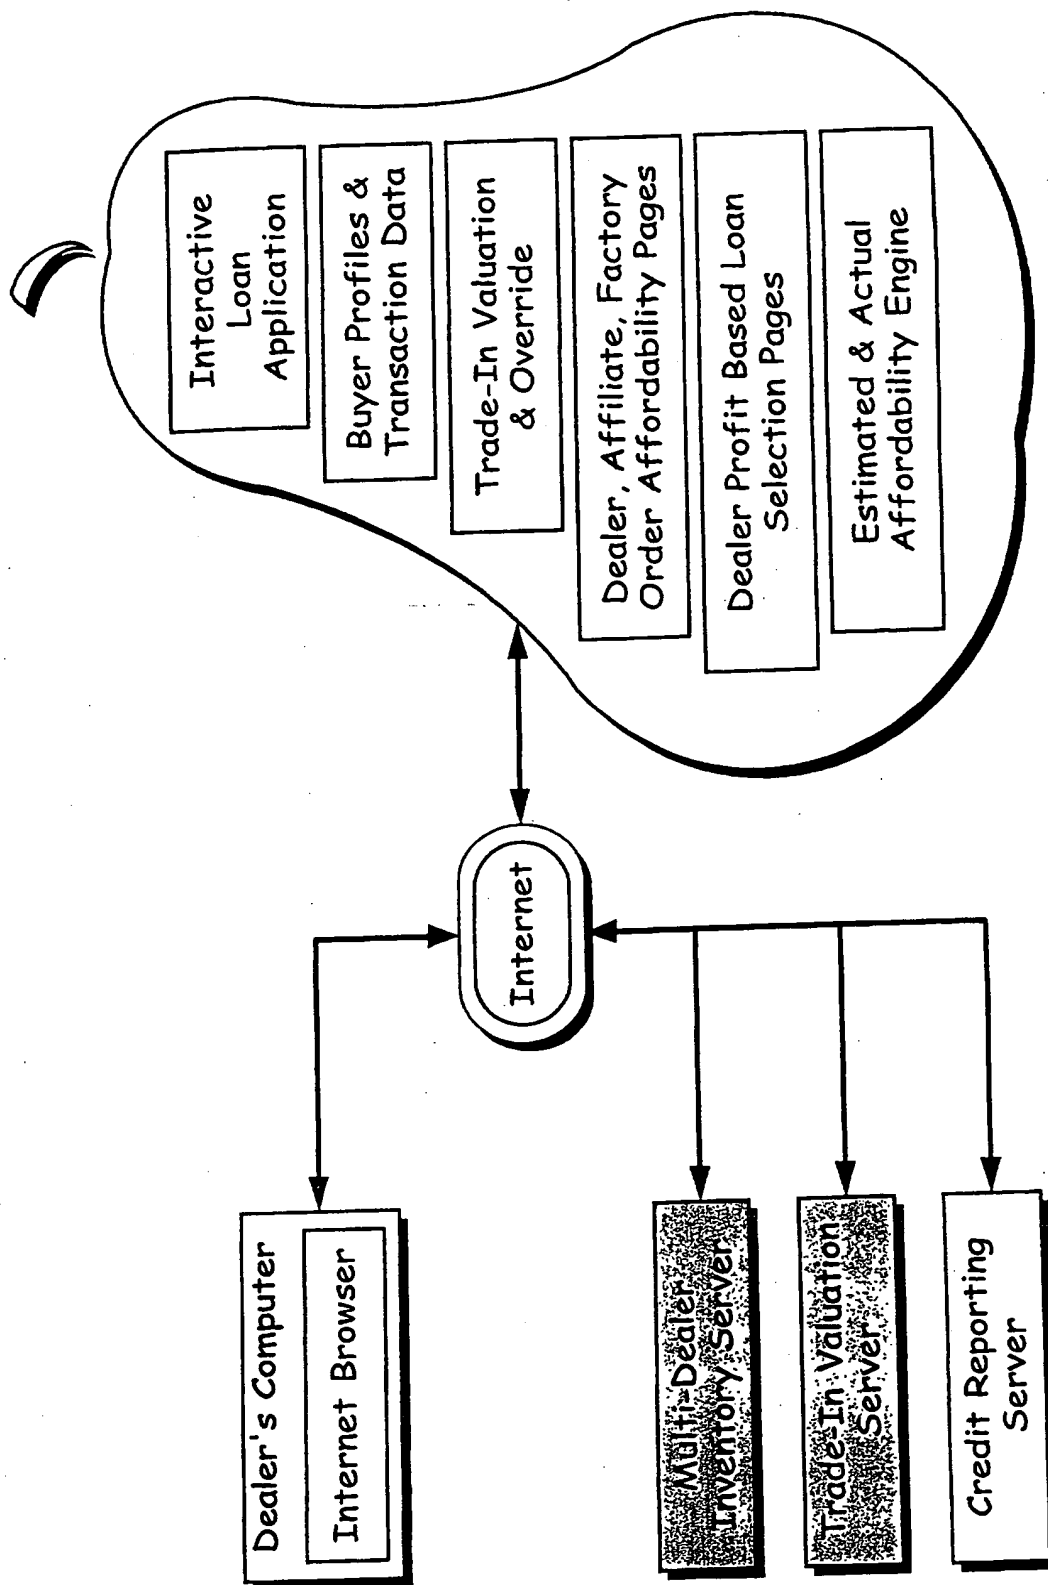 Interactive
Loan
Application
Buyer Profiles &
Transaction Data
Trade-In Valuation
& Override
Dealer, Affiliate, Factory
Order Affordability Pages
Dealer Profit Based Loan
Selection Pages
Estimated & Actual
Affordability Engine
Internet
Dealer's Computer
Internet Browser
Multi-Dealer
Inventory Server
Trade-In Valuation
Server
Credit Reporting
Server